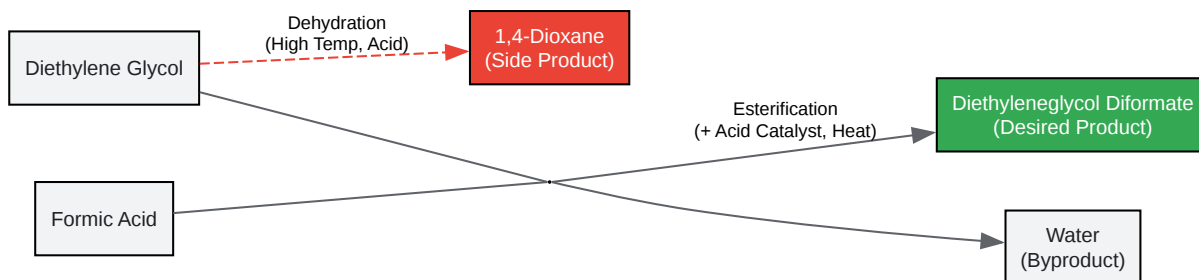 Diethylene Glycol
Dehydration
(High Temp, Acid)
1,4-Dioxane
(Side Product)
Formic Acid
Esterification
(+ Acid Catalyst, Heat)
Diethyleneglycol Diformate
(Desired Product)
Water
(Byproduct)